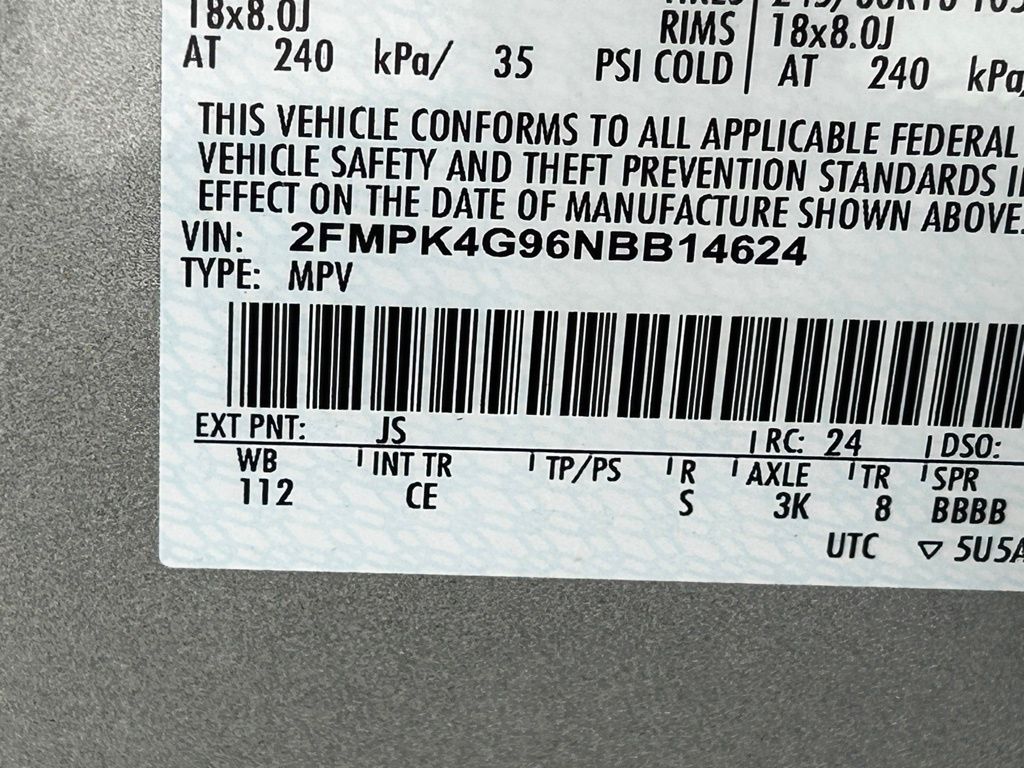 18x8.0J RIMS 18x8.0J
AT 240 kPa/ 35 PSI COLD AT 240 kPa/
THIS VEHICLE CONFORMS TO ALL APPLICABLE FEDERAL
VEHICLE SAFETY AND THEFT PREVENTION STANDARDS
EFFECT ON THE DATE OF MANUFACTURE SHOWN ABOVE.
VIN: 2FMPK4G96NBB14624
TYPE: MPV
EXT PNT: JS RC: 24 DSO:
WB INT TR TP/PS R AXLE TR SPR
112 CE S 3K 8 BBBB
UTC ▽ 5U5A